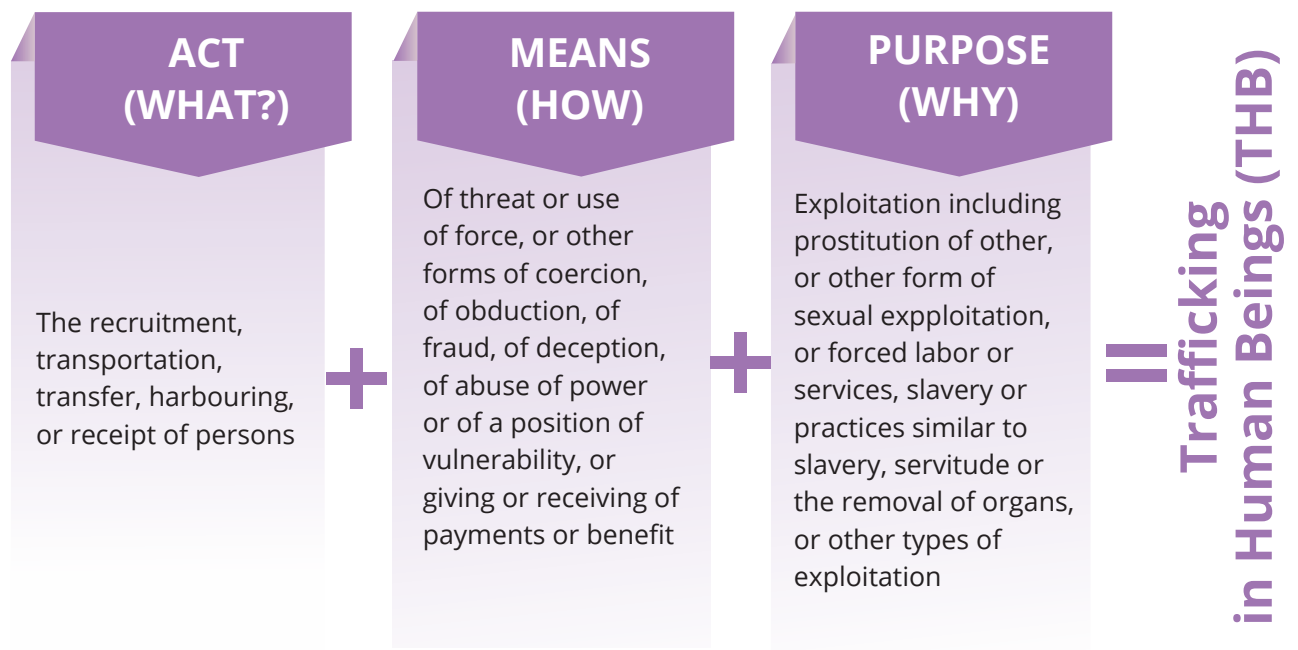 ACT
(WHAT?)
The recruitment,
transportation,
transfer, harbouring,
or receipt of persons
MEANS
(HOW)
Of threat or use
of force, or other
forms of coercion,
of obduction, of
fraud, of deception,
of abuse of power
or of a position of
vulnerability, or
giving or receiving of
payments or benefit
PURPOSE
(WHY)
Exploitation including
prostitution of other,
or other form of
sexual expploitation,
or forced labor or
services, slavery or
practices similar to
slavery, servitude or
the removal of organs,
or other types of
exploitation
Trafficking
in Human Beings (THB)